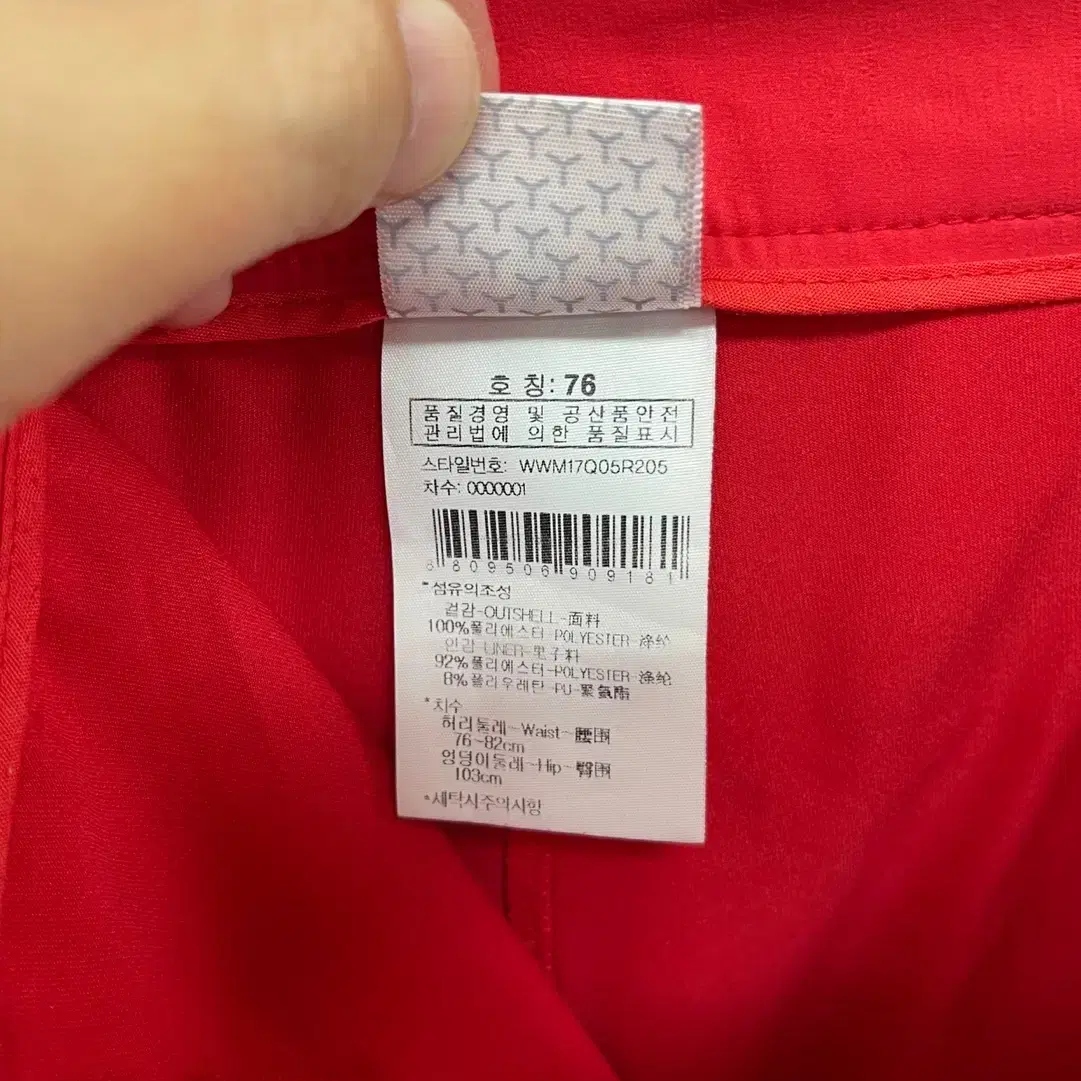 호 칭: 76
품질경영 및 공산품안전
관리법에 의한 품질표시
스타일번호: WWM17Q05R205
차수: 0000001
8 809506 909181
*섬유의조성
겉감-OUTSHELL-面料
100%폴리에스터-POLYESTER-涤纶
안감-LINER-里子料
92%폴리에스터-POLYESTER-涤纶
8%폴리우레탄-PU-聚氨酯
*치수
허리둘레-Waist-腰围
76~82cm
엉덩이둘레-Hip-臀围
103cm
*세탁시주의사항